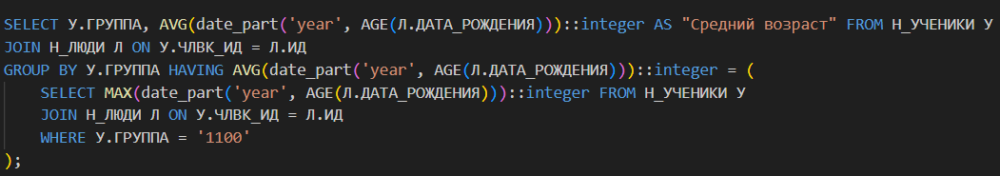 SELECT У.ГРУППА, AVG(date_part('year', AGE(Л.ДАТА_РОЖДЕНИЯ)))::integer AS "Средний возраст" FROM Н_УЧЕНИКИ У
JOIN Н_ЛЮДИ Л ON У.ЧЛВК_ИД = Л.ИД
GROUP BY У.ГРУППА HAVING AVG(date_part('year', AGE(Л.ДАТА_РОЖДЕНИЯ)))::integer = (
    SELECT MAX(date_part('year', AGE(Л.ДАТА_РОЖДЕНИЯ)))::integer FROM Н_УЧЕНИКИ У
    JOIN Н_ЛЮДИ Л ON У.ЧЛВК_ИД = Л.ИД
    WHERE У.ГРУППА = '1100'
);